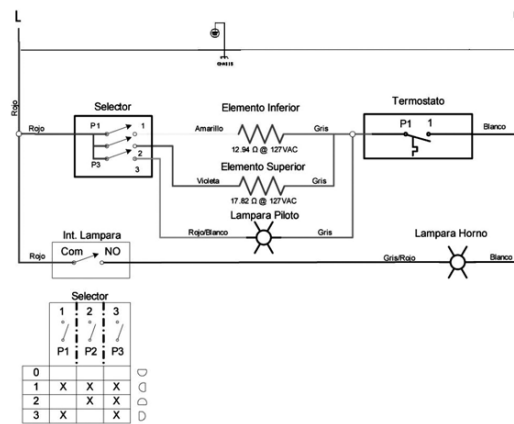 L
CHASIS
Rojo
Selector
Elemento Inferior
Termostato
Rojo
P1
1
Amarillo
Gris
P1 1
Blanco
2
12.94 Ω @ 127VAC
P3
3
Elemento Superior
Violeta
Gris
17.82 Ω @ 127VAC
Lampara Piloto
Rojo/Blanco
Gris
Int. Lampara
Lampara Horno
Rojo
Com NO
Gris/Rojo
Blanco
Selector
1 2 3
P1 P2 P3
0
1 X X X
2 X X
3 X X